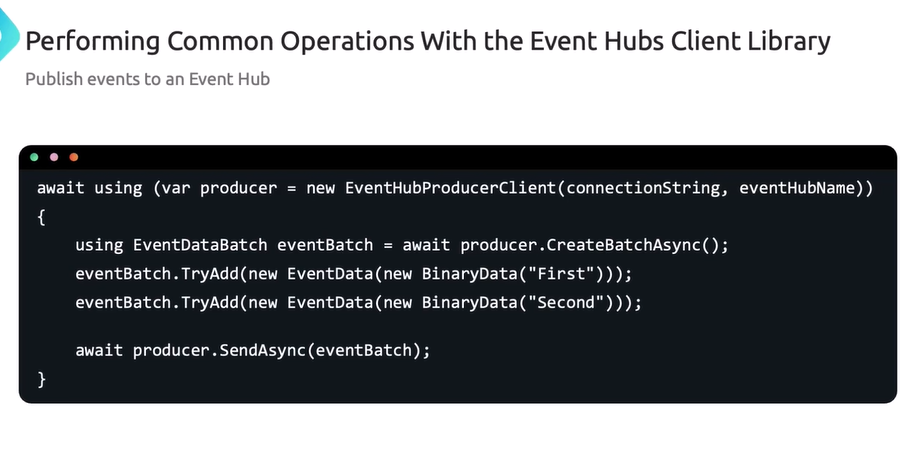 Performing Common Operations With the Event Hubs Client Library
Publish events to an Event Hub
await using (var producer = new EventHubProducerClient(connectionString, eventHubName))
{
    using EventDataBatch eventBatch = await producer.CreateBatchAsync();
    eventBatch.TryAdd(new EventData(new BinaryData("First")));
    eventBatch.TryAdd(new EventData(new BinaryData("Second")));
    await producer.SendAsync(eventBatch);
}